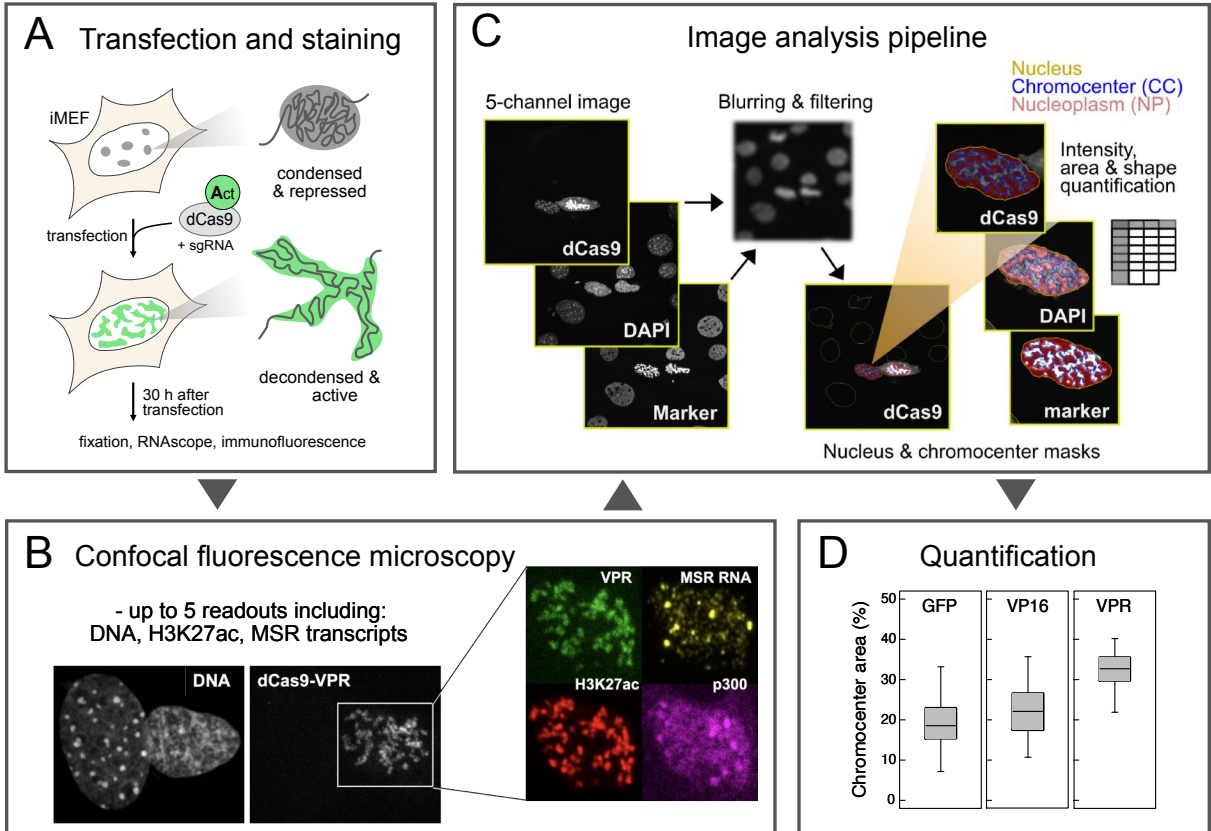 A Transfection and staining
iMEF
condensed
& repressed
Act
dCas9
+ sgRNA
transfection
decondensed &
active
30 h after
transfection
fixation, RNAscope, immunofluorescence
C Image analysis pipeline
Nucleus
Chromocenter (CC)
Nucleoplasm (NP)
5-channel image
Blurring & filtering
dCas9
DAPI
Marker
dCas9
Nucleus & chromocenter masks
Intensity,
area & shape
quantification
dCas9
DAPI
marker
B Confocal fluorescence microscopy
- up to 5 readouts including:
DNA, H3K27ac, MSR transcripts
DNA
dCas9-VPR
VPR
MSR RNA
H3K27ac
p300
D Quantification
Chromocenter area (%)
50
40
30
20
10
0
GFP
VP16
VPR